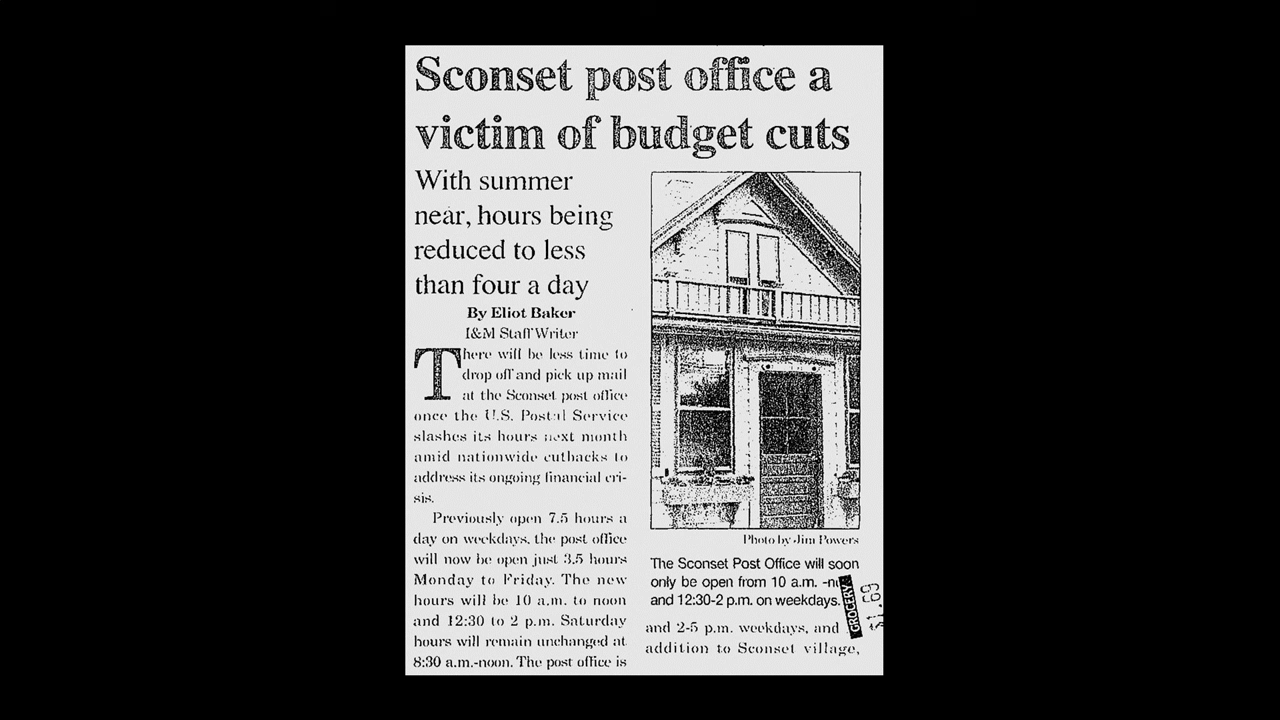 Sconset post office a
victim of budget cuts
With summer
near, hours being
reduced to less
than four a day
By Eliot Baker
I&M Staff Writer
There will be less time to
drop off and pick up mail
at the Sconset post office
once the U.S. Postal Service
slashes its hours next month
amid nationwide cutbacks to
address its ongoing financial cri-
sis.
Previously open 7.5 hours a
day on weekdays, the post office
will now be open just 3.5 hours
Monday to Friday. The new
hours will be 10 a.m. to noon
and 12:30 to 2 p.m. Saturday
hours will remain unchanged at
8:30 a.m.-noon. The post office is
Photo by Jim Powers
The Sconset Post Office will soon
only be open from 10 a.m. -
and 12:30-2 p.m. on weekdays.
and 2-5 p.m. weekdays, and
addition to Sconset village,
GROCERY
$1.69